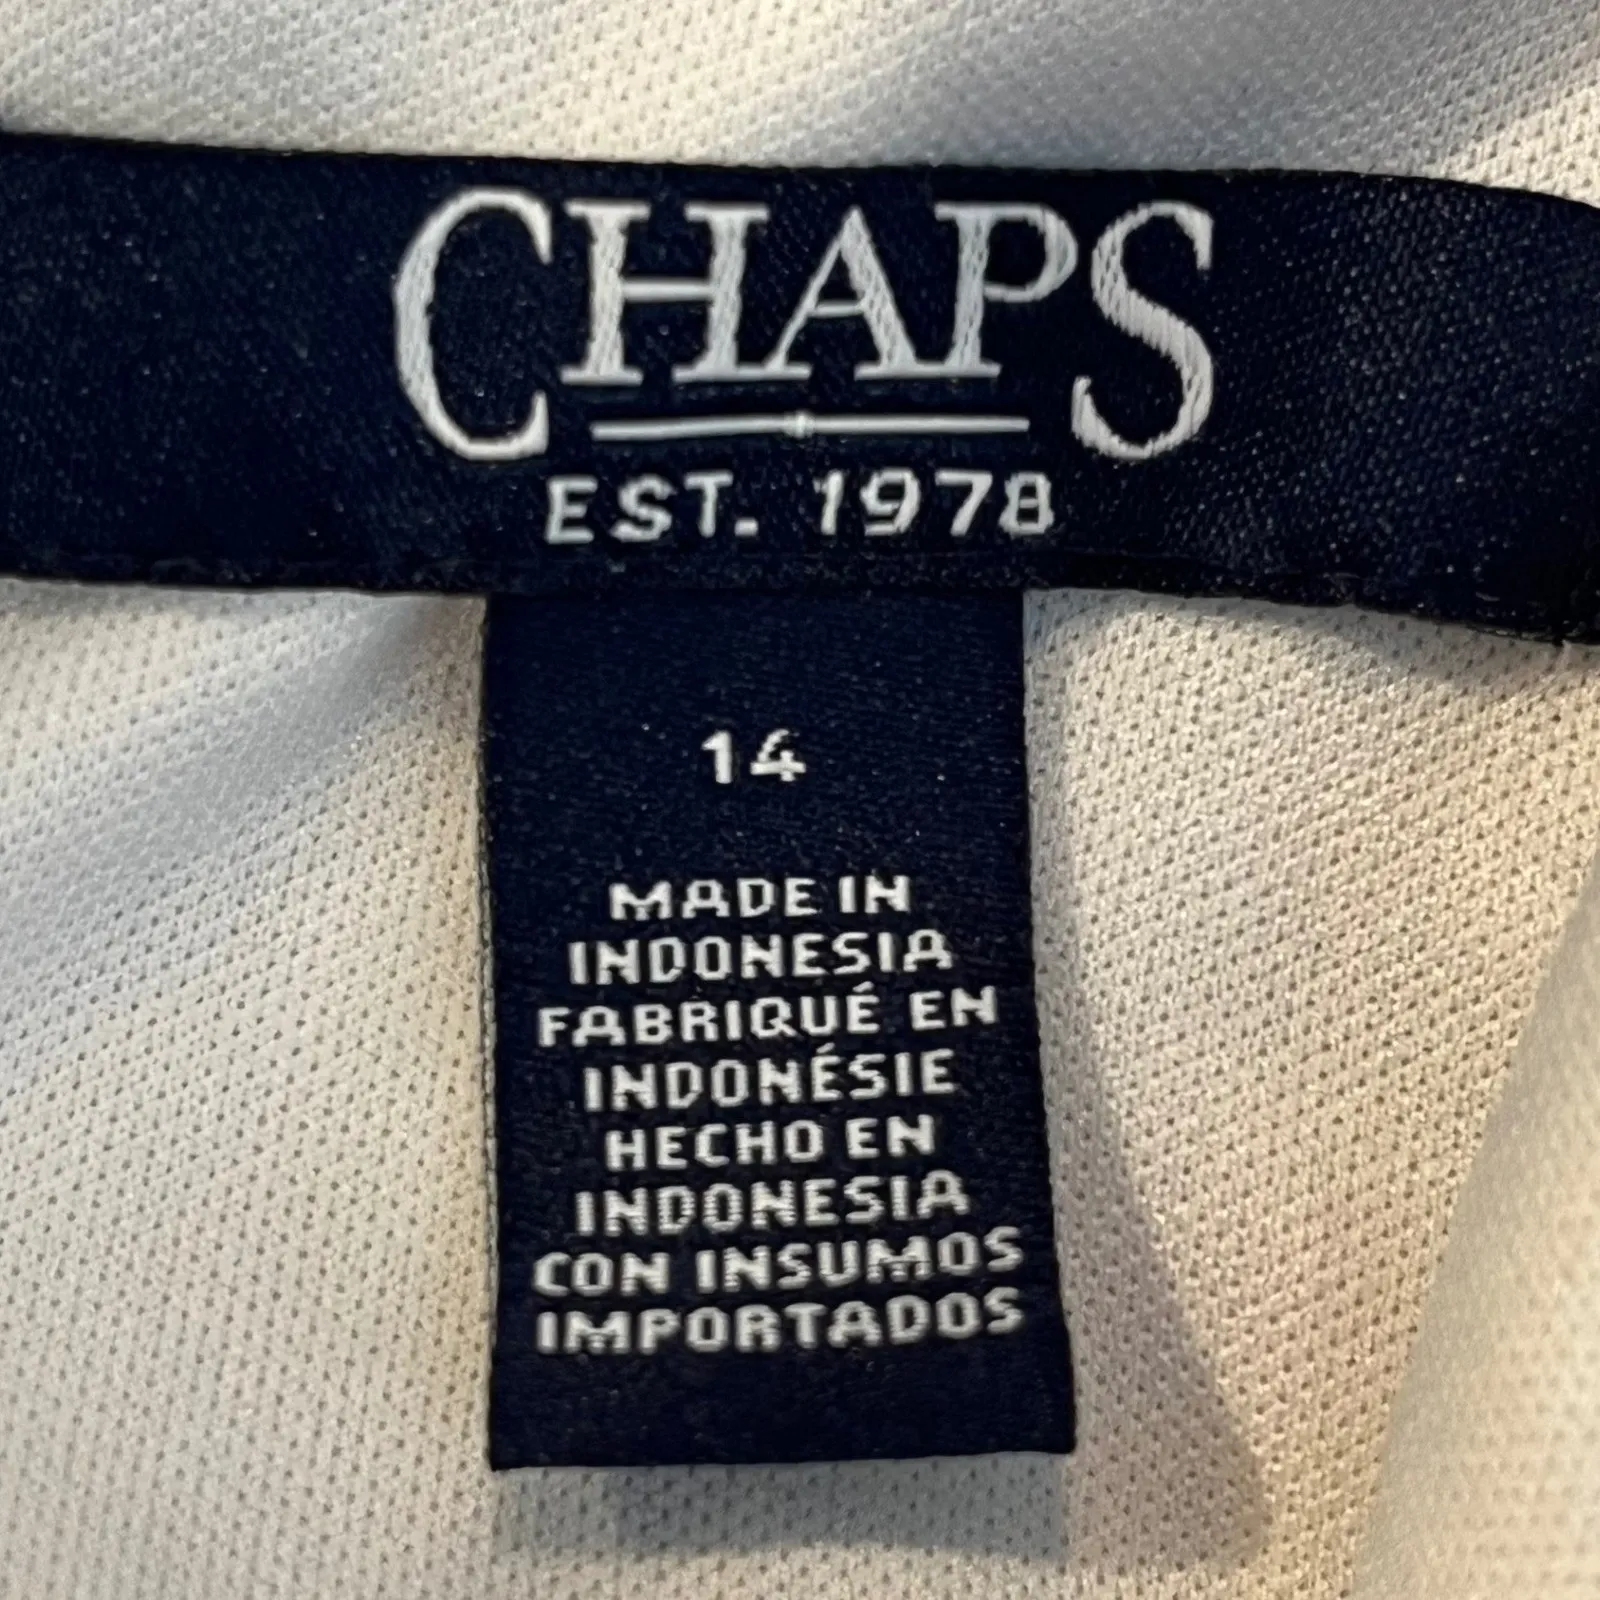 CHAPS
EST. 1978
14
MADE IN
INDONESIA
FABRIQUÉ EN
INDONÉSIE
HECHO EN
INDONESIA
CON INSUMOS
IMPORTADOS